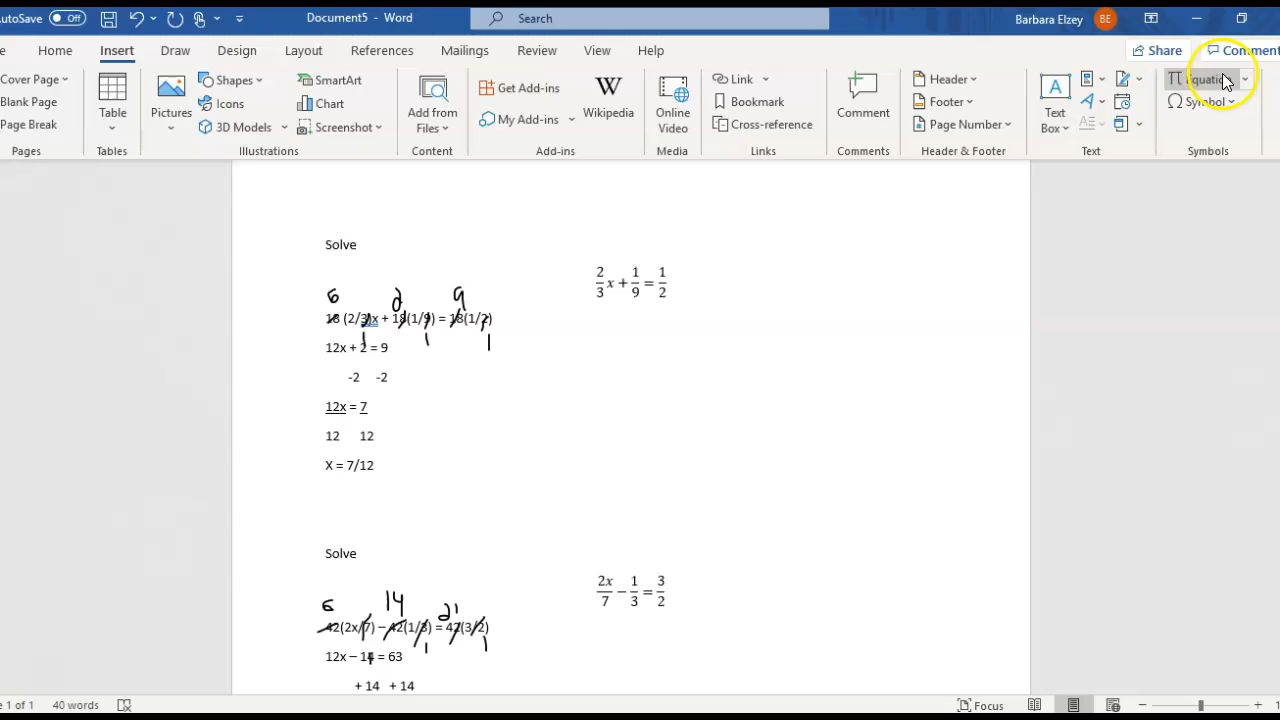 AutoSave Off Document5 - Word Search Barbara Elzey BE
e Home Insert Draw Design Layout References Mailings Review View Help Share Comment
Cover Page
Blank Page
Page Break
Pages
Table
Tables
Pictures
Shapes
Icons
3D Models
SmartArt
Chart
Screenshot
Illustrations
Add from
Files
Content
Get Add-ins
My Add-ins
Add-ins
W
Wikipedia
Online
Video
Media
Link
Bookmark
Cross-reference
Links
Comment
Comments
Header
Footer
Page Number
Header & Footer
A
Text
Box
Text
π Equation
Ω Symbol
Symbols
Solve
2/3 x + 1/9 = 1/2
6 2 9
18 (2/3)x + 18(1/9) = 18(1/2)
1 1 1
12x + 2 = 9
-2 -2
12x = 7
12 12
X = 7/12
Solve
2x/7 − 1/3 = 3/2
6 14 21
42(2x/7) – 42(1/3) = 42(3/2)
1 1
12x – 14 = 63
+ 14 + 14
1 of 1 40 words Focus